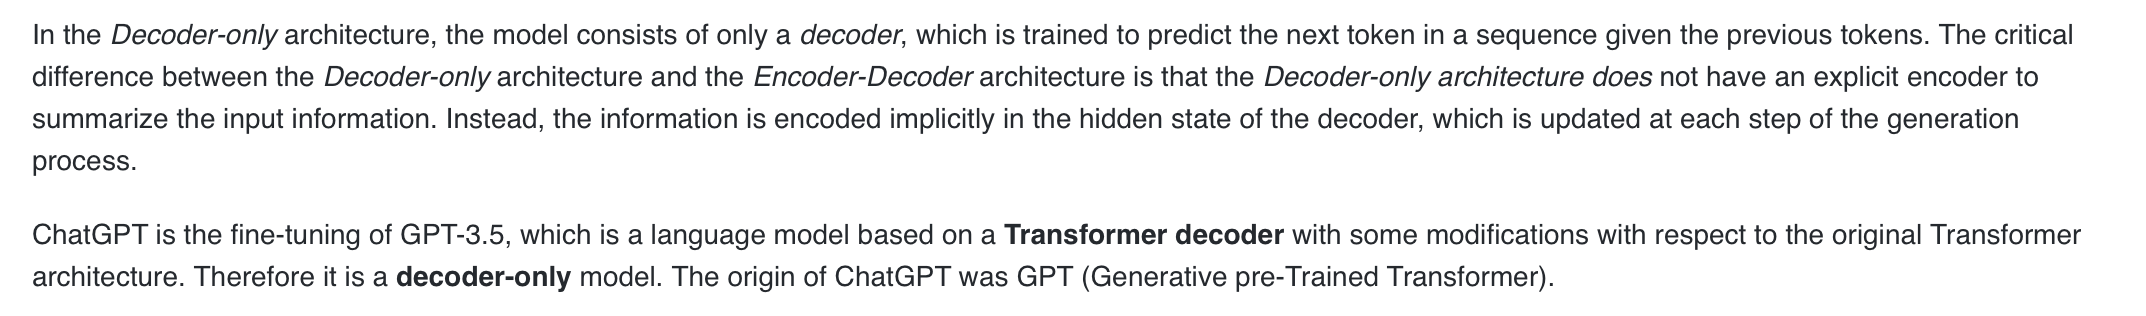 In the Decoder-only architecture, the model consists of only a decoder, which is trained to predict the next token in a sequence given the previous tokens. The critical
difference between the Decoder-only architecture and the Encoder-Decoder architecture is that the Decoder-only architecture does not have an explicit encoder to
summarize the input information. Instead, the information is encoded implicitly in the hidden state of the decoder, which is updated at each step of the generation
process.
ChatGPT is the fine-tuning of GPT-3.5, which is a language model based on a Transformer decoder with some modifications with respect to the original Transformer
architecture. Therefore it is a decoder-only model. The origin of ChatGPT was GPT (Generative pre-Trained Transformer).